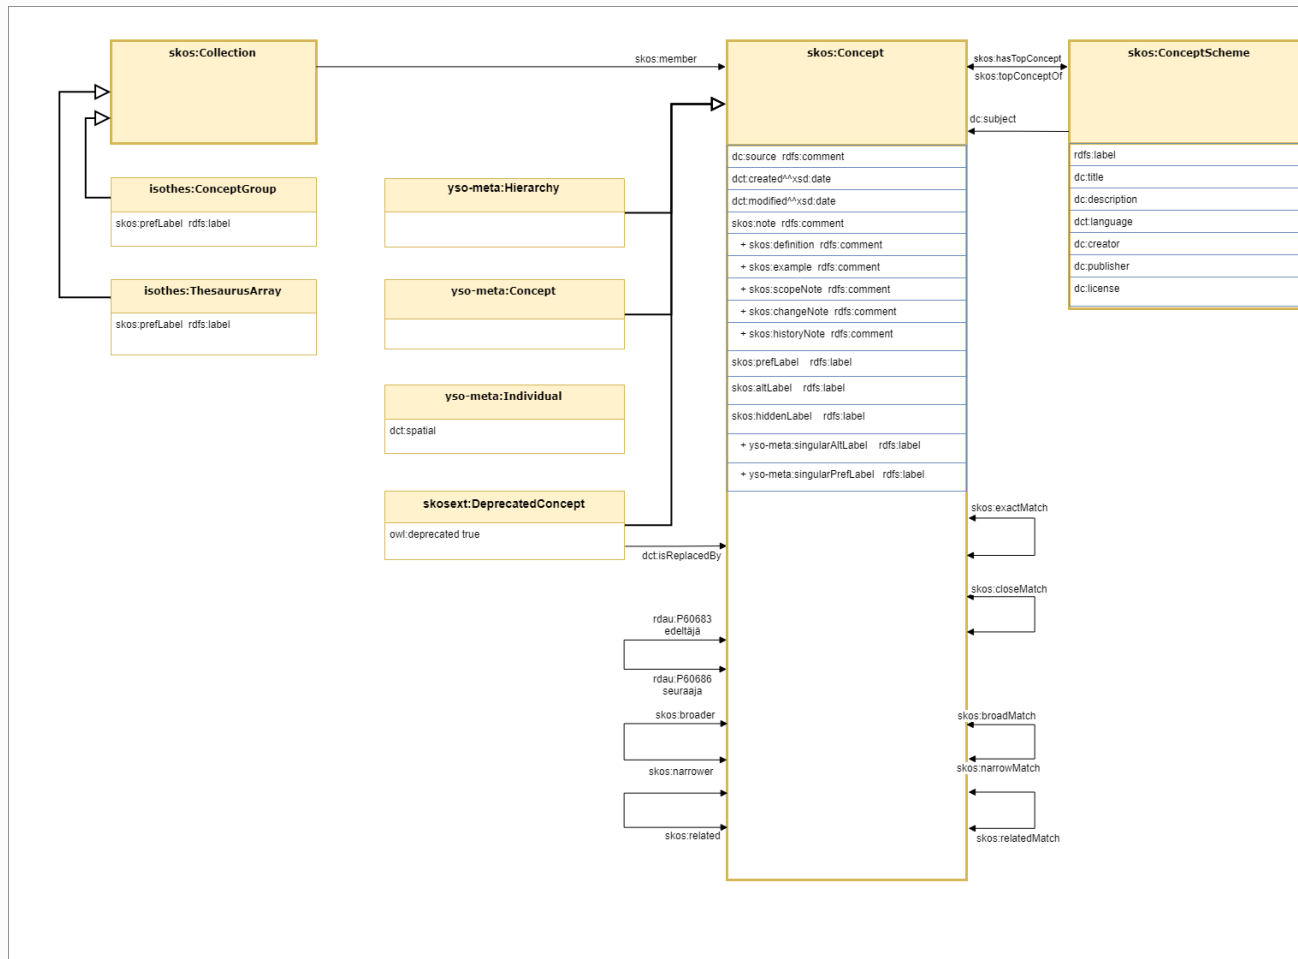 skos:Collection
skos:member
skos:Concept
skos:hasTopConcept
skos:topConceptOf
skos:ConceptScheme
dc:subject
isothes:ConceptGroup
skos:prefLabel rdfs:label
isothes:ThesaurusArray
skos:prefLabel rdfs:label
yso-meta:Hierarchy
yso-meta:Concept
yso-meta:Individual
dct:spatial
skosext:DeprecatedConcept
owl:deprecated true
dct:isReplacedBy
dc:source rdfs:comment
dct:created^^xsd:date
dct:modified^^xsd:date
skos:note rdfs:comment
+ skos:definition rdfs:comment
+ skos:example rdfs:comment
+ skos:scopeNote rdfs:comment
+ skos:changeNote rdfs:comment
+ skos:historyNote rdfs:comment
skos:prefLabel rdfs:label
skos:altLabel rdfs:label
skos:hiddenLabel rdfs:label
+ yso-meta:singularAltLabel rdfs:label
+ yso-meta:singularPrefLabel rdfs:label
rdfs:label
dc:title
dc:description
dct:language
dc:creator
dc:publisher
dc:license
rdau:P60683
edeltäjä
rdau:P60686
seuraaja
skos:broader
skos:narrower
skos:related
skos:exactMatch
skos:closeMatch
skos:broadMatch
skos:narrowMatch
skos:relatedMatch